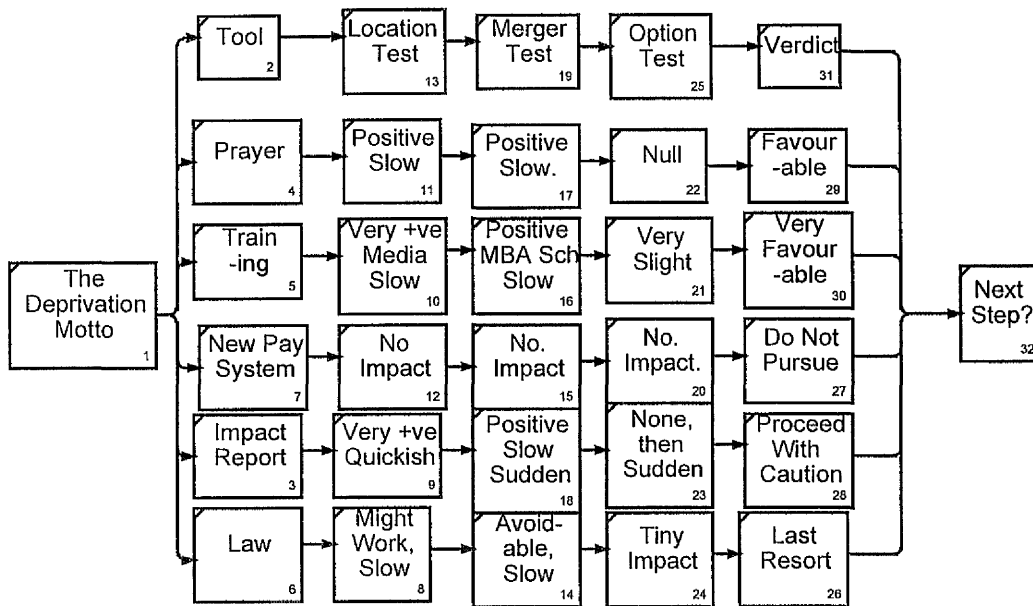 Tool
2
Location
Test
13
Merger
Test
19
Option
Test
25
Verdict
31
Prayer
4
Positive
Slow
11
Positive
Slow.
17
Null
22
Favour
-able
29
Train
-ing
5
Very +ve
Media
Slow
10
Positive
MBA Sch
Slow
16
Very
Slight
21
Very
Favour
-able
30
The
Deprivation
Motto
1
Next
Step?
32
New Pay
System
7
No
Impact
12
No.
Impact
15
No.
Impact.
20
Do Not
Pursue
27
Impact
Report
3
Very +ve
Quickish
9
Positive
Slow
Sudden
18
None,
then
Sudden
23
Proceed
With
Caution
28
Law
6
Might
Work,
Slow
8
Avoid-
able,
Slow
14
Tiny
Impact
24
Last
Resort
26